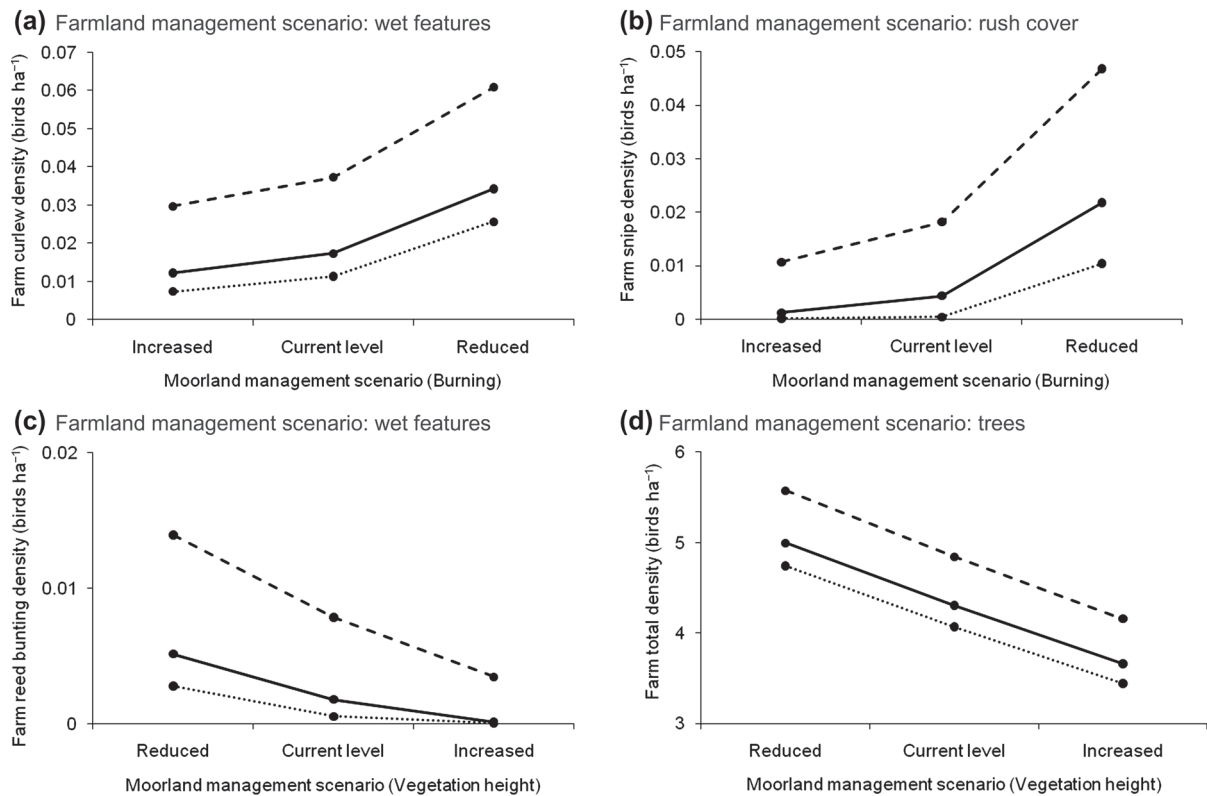 (a) Farmland management scenario: wet features
Farm curlew density (birds ha⁻¹)
0.07
0.06
0.05
0.04
0.03
0.02
0.01
0
Increased Current level Reduced
Moorland management scenario (Burning)
(b) Farmland management scenario: rush cover
Farm snipe density (birds ha⁻¹)
0.05
0.04
0.03
0.02
0.01
0
Increased Current level Reduced
Moorland management scenario (Burning)
(c) Farmland management scenario: wet features
Farm reed bunting density (birds ha⁻¹)
0.02
0.01
0
Reduced Current level Increased
Moorland management scenario (Vegetation height)
(d) Farmland management scenario: trees
Farm total density (birds ha⁻¹)
6
5
4
3
Reduced Current level Increased
Moorland management scenario (Vegetation height)